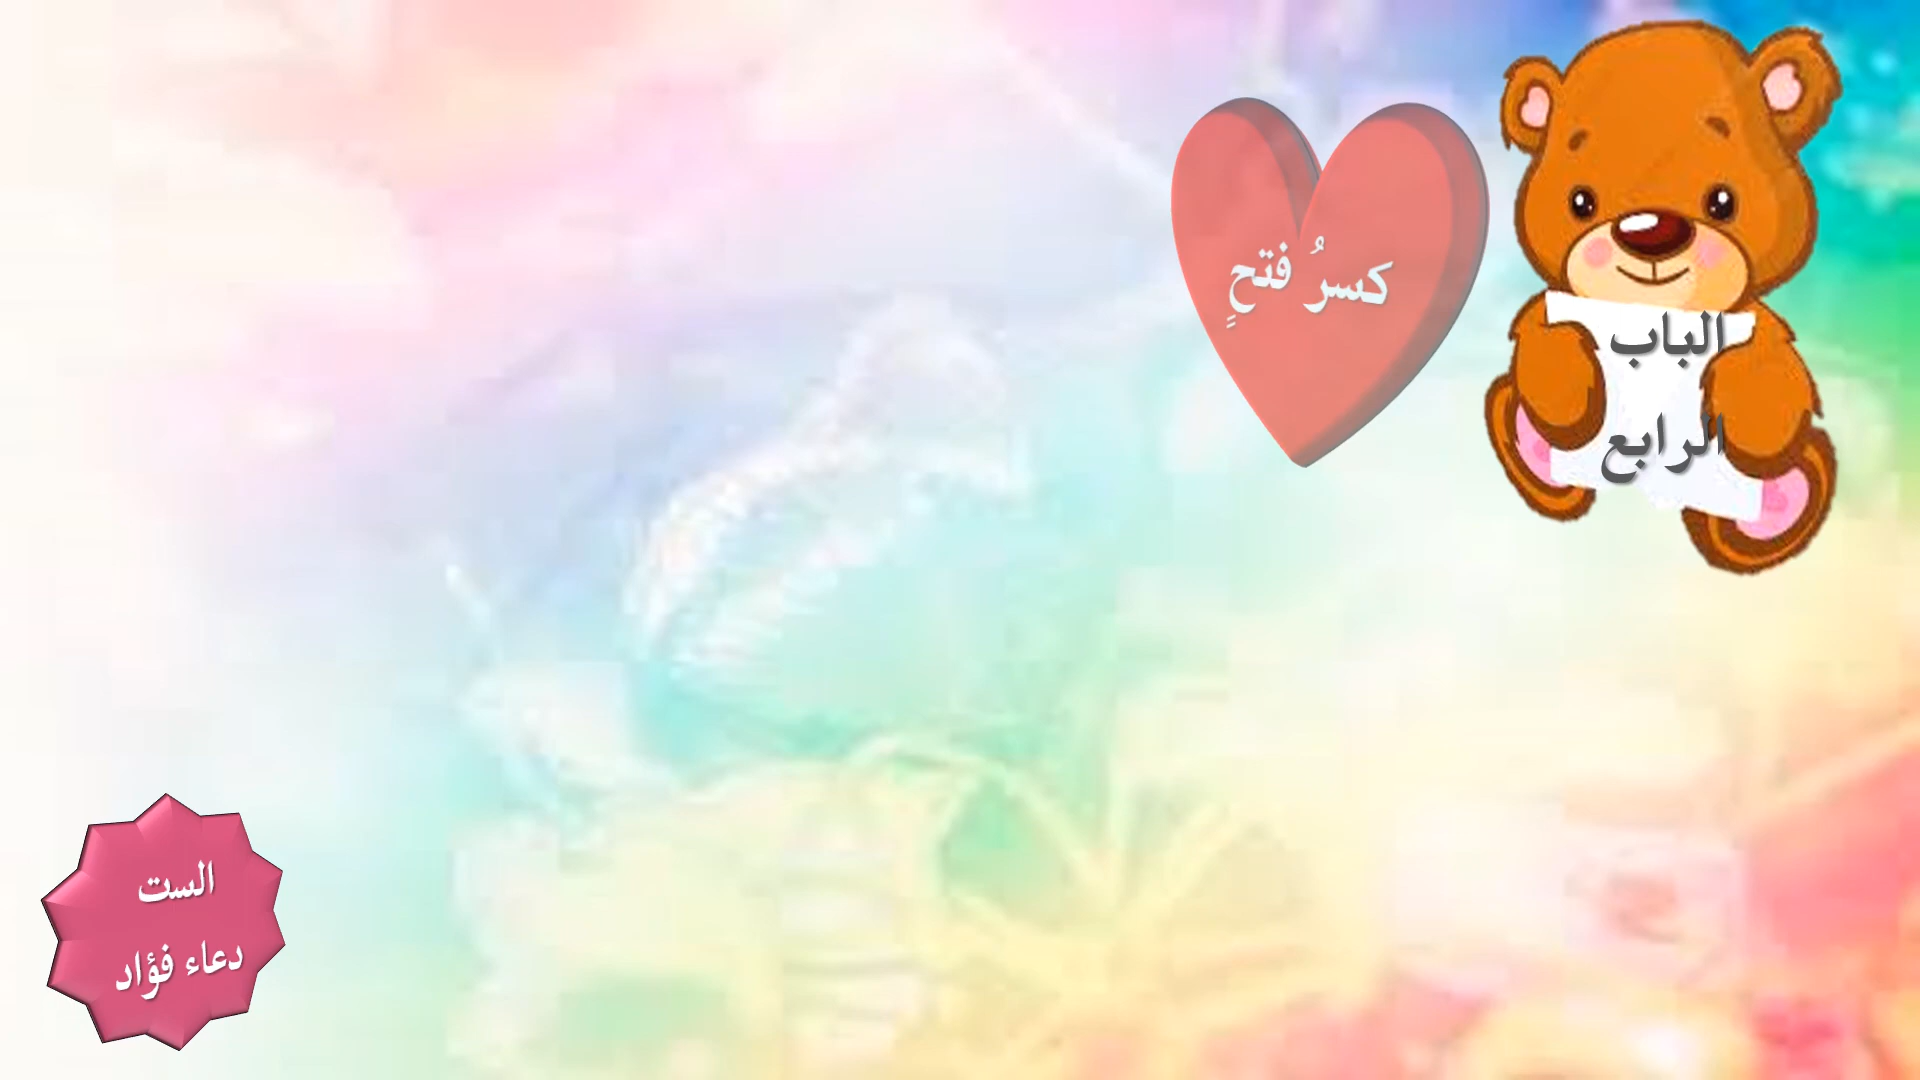 الباب
الرابع
كسرُ فتحٍ
الست
دعاء فؤاد